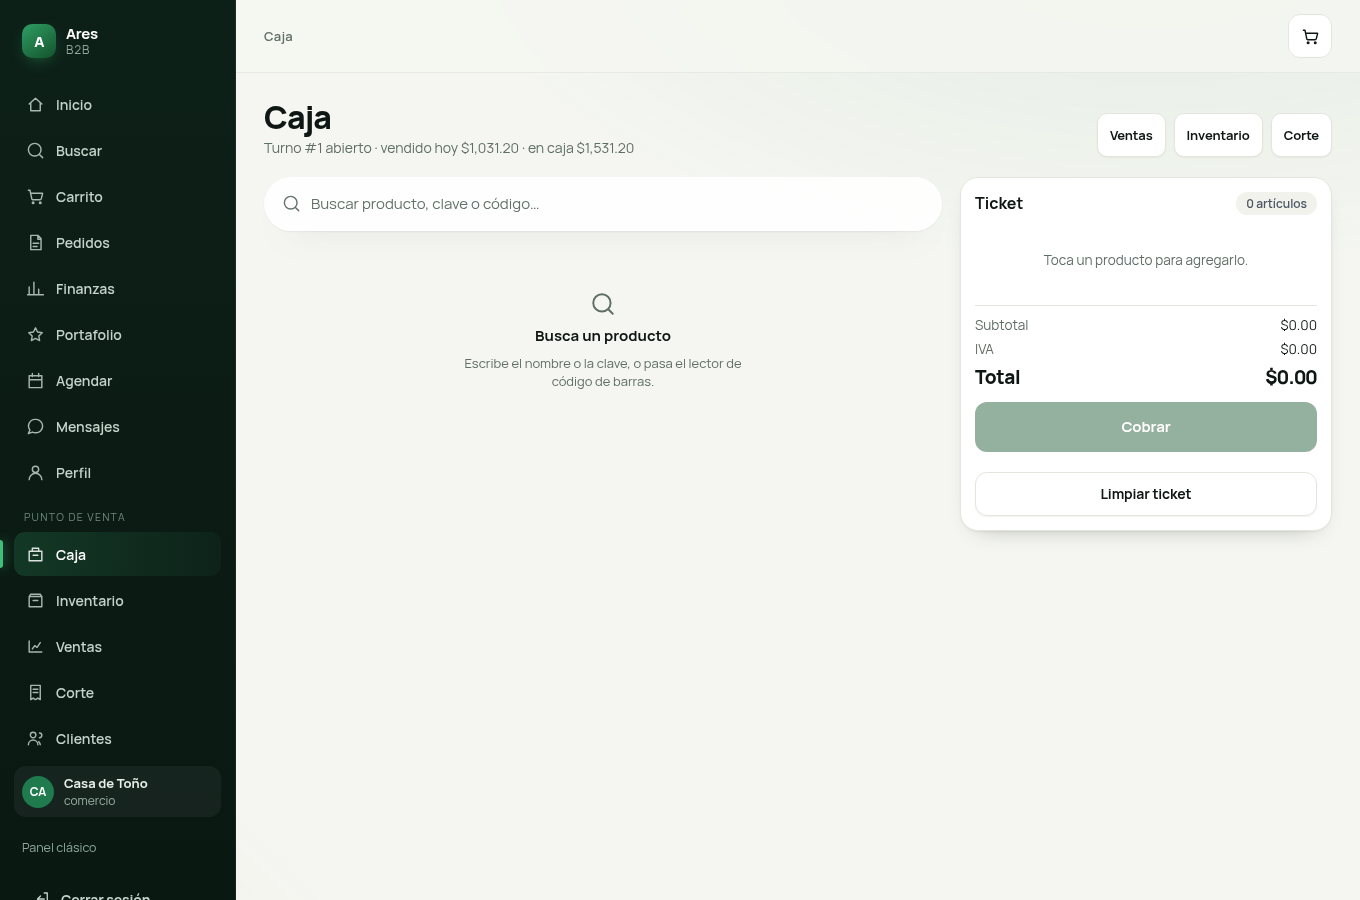 A
Ares
B2B
Inicio
Buscar
Carrito
Pedidos
Finanzas
Portafolio
Agendar
Mensajes
Perfil
PUNTO DE VENTA
Caja
Inventario
Ventas
Corte
Clientes
CA
Casa de Toño
comercio
Panel clásico
Cerrar sesión
Caja
Caja
Turno #1 abierto · vendido hoy $1,031.20 · en caja $1,531.20
Ventas
Inventario
Corte
Buscar producto, clave o código...
Busca un producto
Escribe el nombre o la clave, o pasa el lector de
código de barras.
Ticket
0 artículos
Toca un producto para agregarlo.
Subtotal $0.00
IVA $0.00
Total $0.00
Cobrar
Limpiar ticket